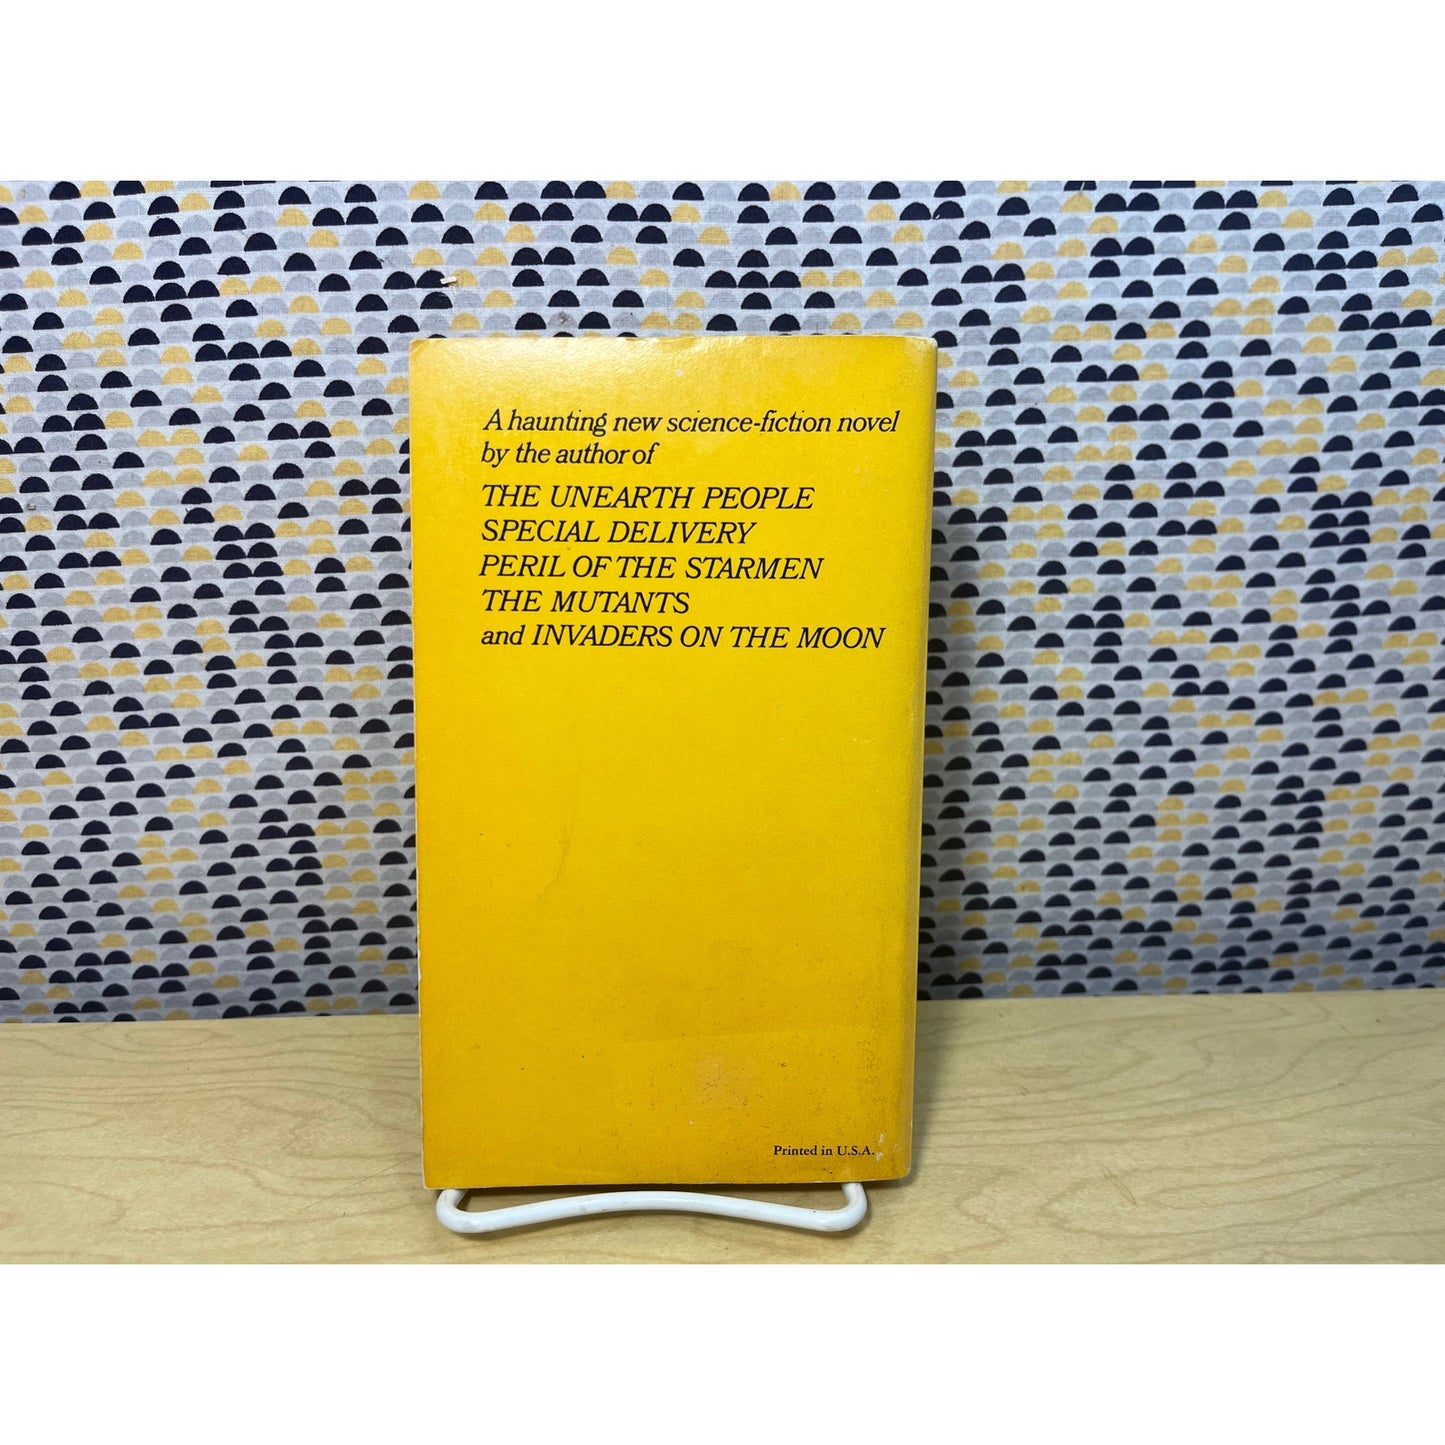 A haunting new science-fiction novel
by the author of
THE UNEARTH PEOPLE
SPECIAL DELIVERY
PERIL OF THE STARMEN
THE MUTANTS
and INVADERS ON THE MOON
Printed in U.S.A.